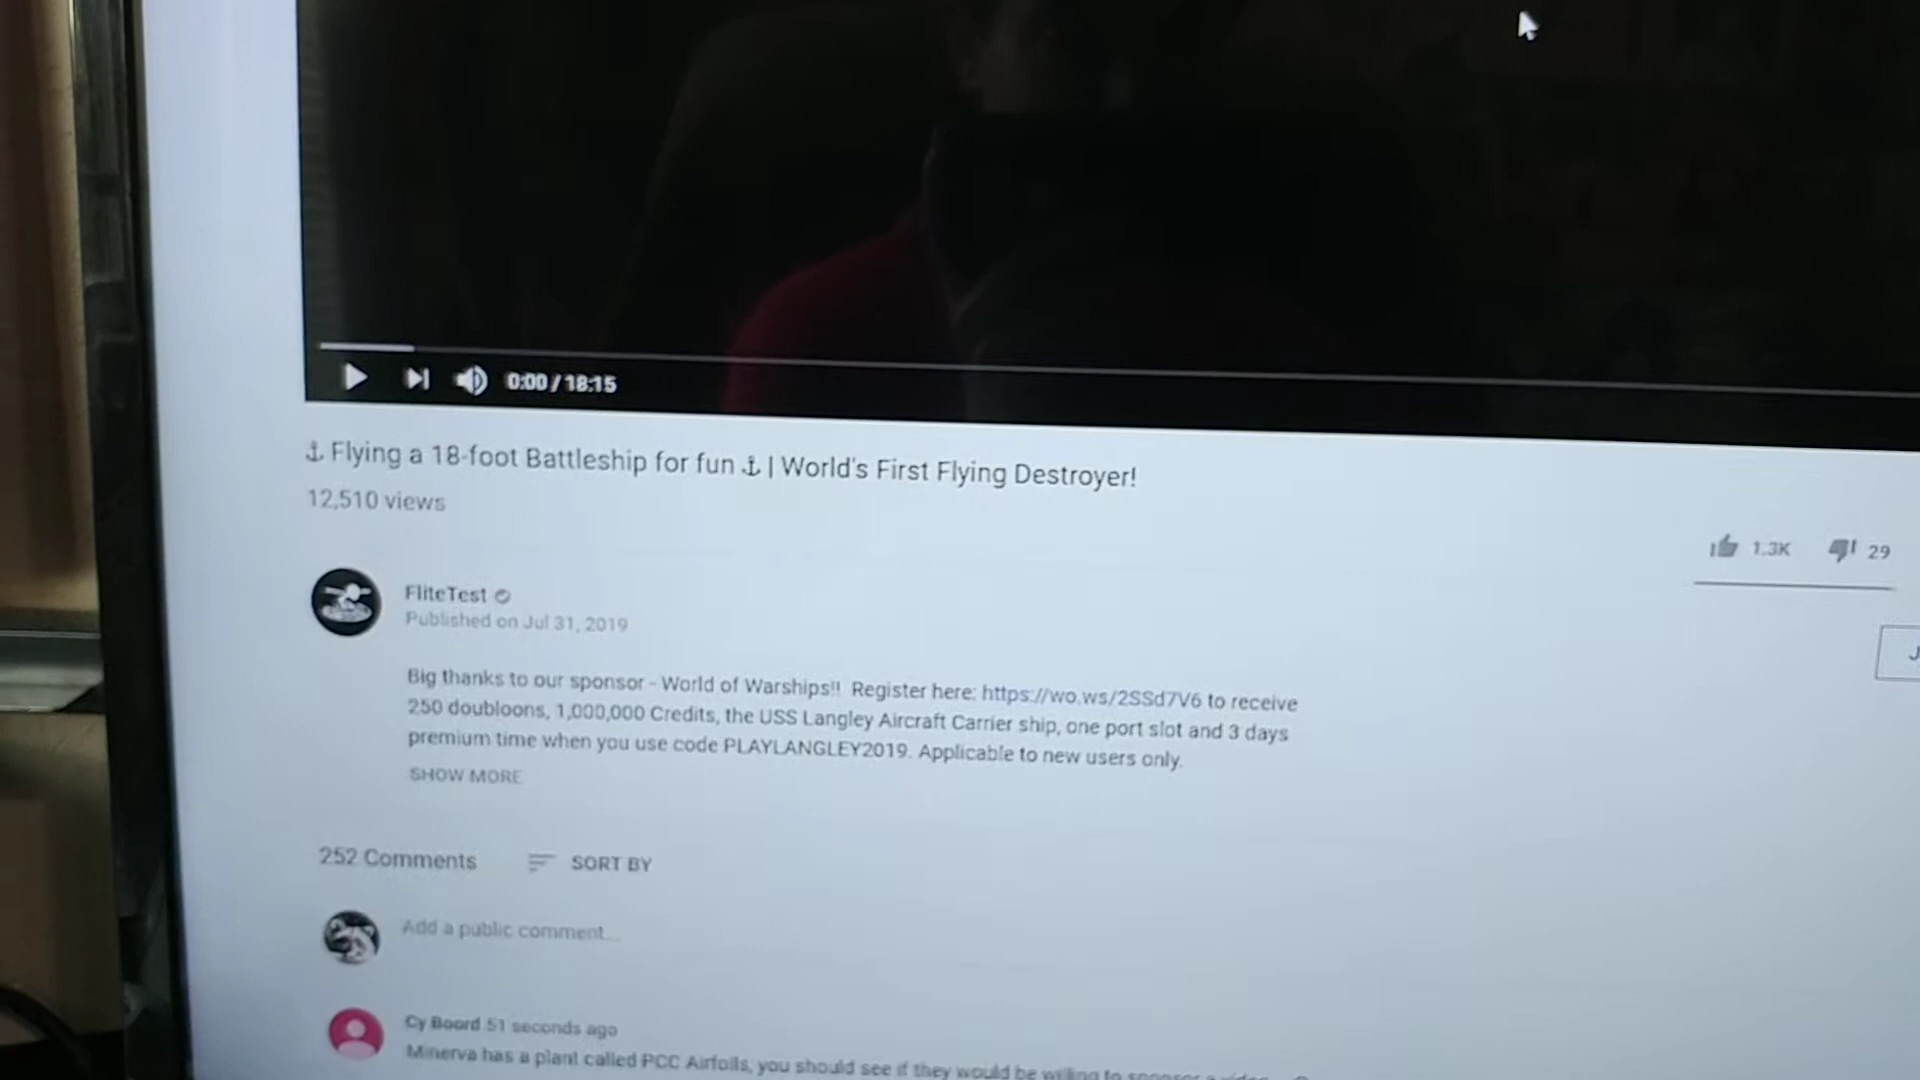 0:00 / 18:15
⚓ Flying a 18-foot Battleship for fun ⚓ | World's First Flying Destroyer!
12,510 views
1.3K 29
FliteTest
Published on Jul 31, 2019
J
Big thanks to our sponsor - World of Warships!! Register here: https://wo.ws/2SSd7V6 to receive
250 doubloons, 1,000,000 Credits, the USS Langley Aircraft Carrier ship, one port slot and 3 days
premium time when you use code PLAYLANGLEY2019. Applicable to new users only.
SHOW MORE
252 Comments SORT BY
Add a public comment...
Cy Boord 51 seconds ago
Minerva has a plant called PCC Airfoils, you should see if they would be willing to sponsor a video